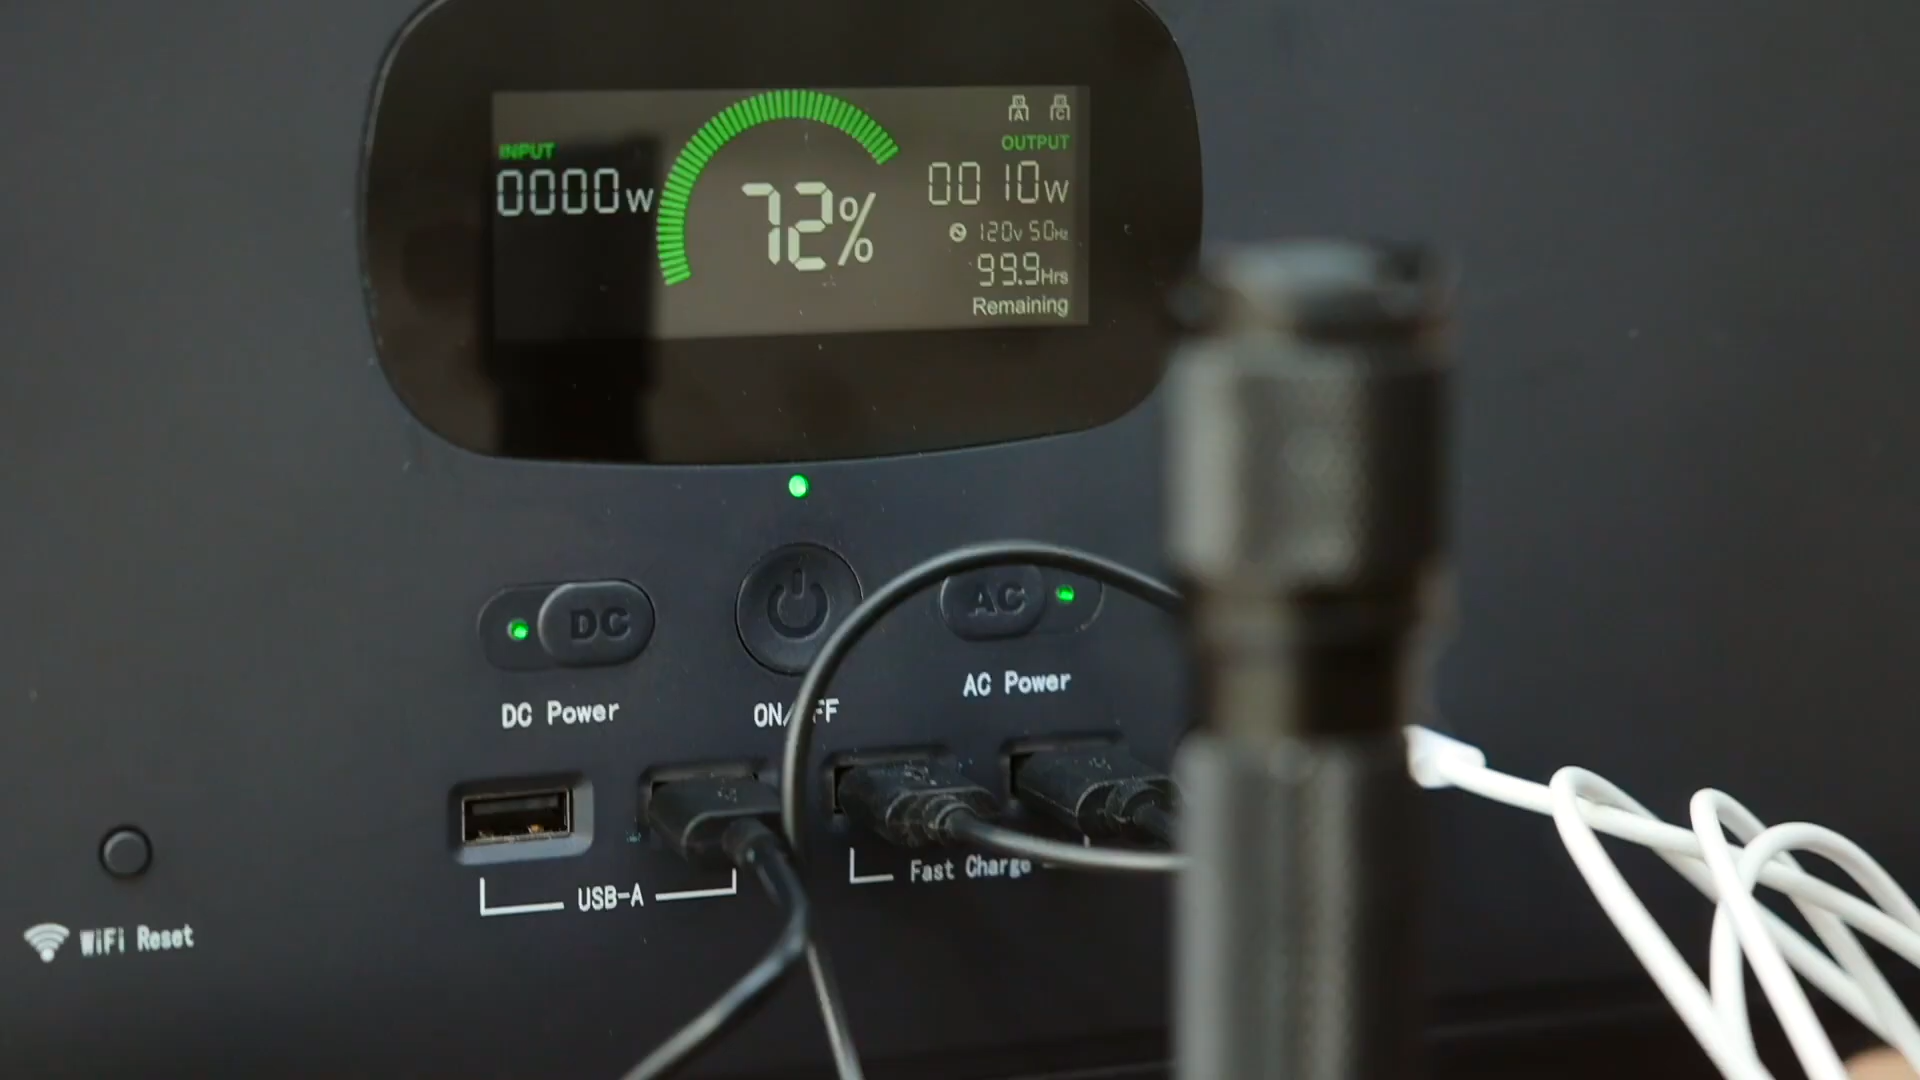 A C
INPUT
OUTPUT
0000W
72%
0010W
120V 50Hz
99.9Hrs
Remaining
DC
AC
DC Power
ON/ FF
AC Power
USB-A
Fast Charge
WiFi Reset